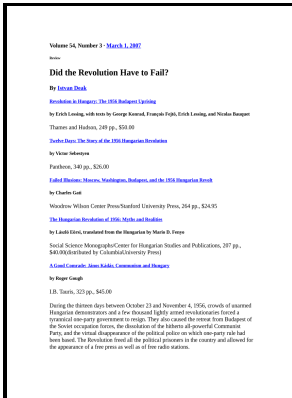 Volume 54, Number 3 · March 1, 2007
Review
Did the Revolution Have to Fail?
By Istvan Deak
Revolution in Hungary: The 1956 Budapest Uprising
by Erich Lessing, with texts by George Konrád, François Fejtö, Erich Lessing, and Nicolas Bauquet
Thames and Hudson, 249 pp., $50.00
Twelve Days: The Story of the 1956 Hungarian Revolution
by Victor Sebestyen
Pantheon, 340 pp., $26.00
Failed Illusions: Moscow, Washington, Budapest, and the 1956 Hungarian Revolt
by Charles Gati
Woodrow Wilson Center Press/Stanford University Press, 264 pp., $24.95
The Hungarian Revolution of 1956: Myths and Realities
by László Eörsi, translated from the Hungarian by Mario D. Fenyo
Social Science Monographs/Center for Hungarian Studies and Publications, 207 pp.,
$40.00(distributed by ColumbiaUniversity Press)
A Good Comrade: János Kádár, Communism and Hungary
by Roger Gough
I.B. Tauris, 323 pp., $45.00
During the thirteen days between October 23 and November 4, 1956, crowds of unarmed
Hungarian demonstrators and a few thousand lightly armed revolutionaries forced a
tyrannical one-party government to resign. They also caused the retreat from Budapest of
the Soviet occupation forces, the dissolution of the hitherto all-powerful Communist
Party, and the virtual disappearance of the political police on which one-party rule had
been based. The Revolution freed all the political prisoners in the country and allowed for
the appearance of a free press as well as of free radio stations.